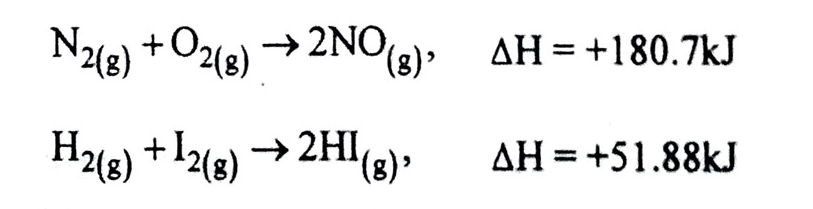 N₂(g) + O₂(g) → 2NO(g), ΔH = +180.7kJ
H₂(g) + I₂(g) → 2HI(g), ΔH = +51.88kJ